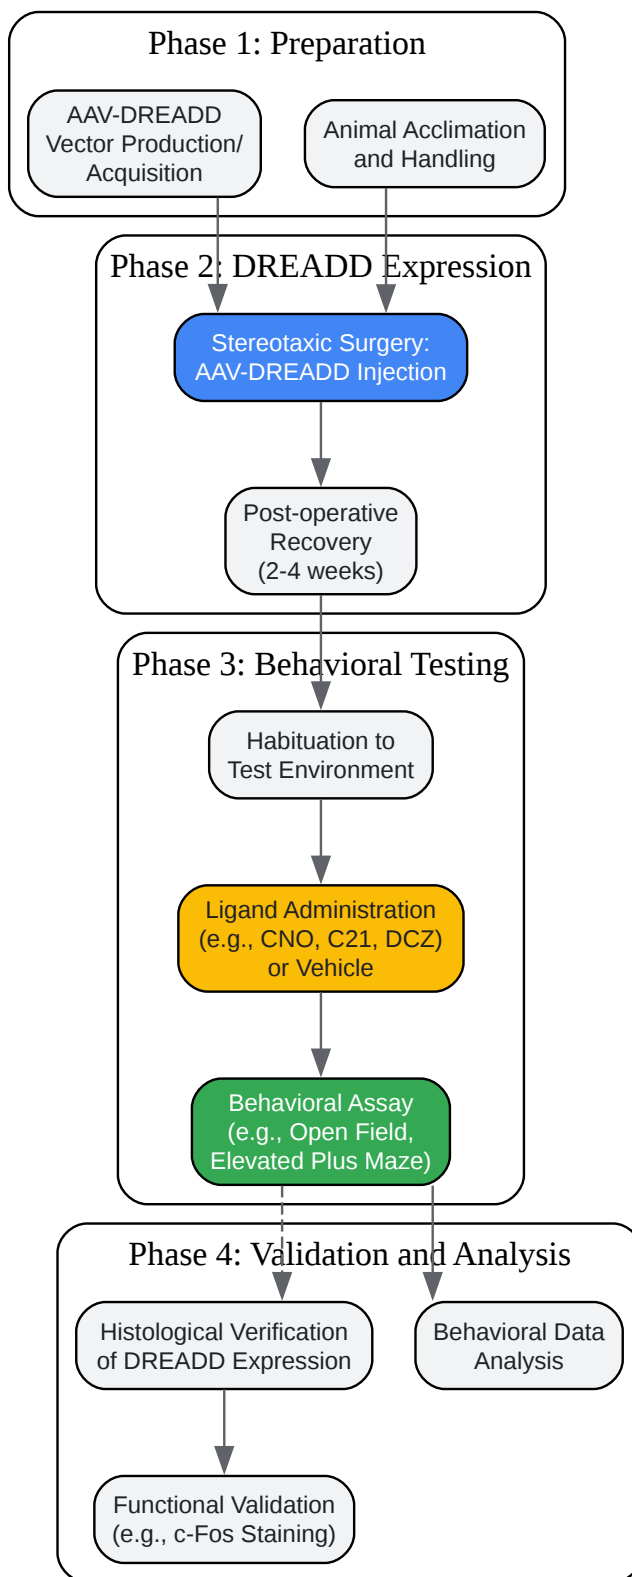 Phase 1: Preparation
AAV-DREADD
Vector Production/
Acquisition
Animal Acclimation
and Handling
Phase 2: DREADD Expression
Stereotaxic Surgery:
AAV-DREADD Injection
Post-operative
Recovery
(2-4 weeks)
Phase 3: Behavioral Testing
Habituation to
Test Environment
Ligand Administration
(e.g., CNO, C21, DCZ)
or Vehicle
Behavioral Assay
(e.g., Open Field,
Elevated Plus Maze)
Phase 4: Validation and Analysis
Histological Verification
of DREADD Expression
Behavioral Data
Analysis
Functional Validation
(e.g., c-Fos Staining)